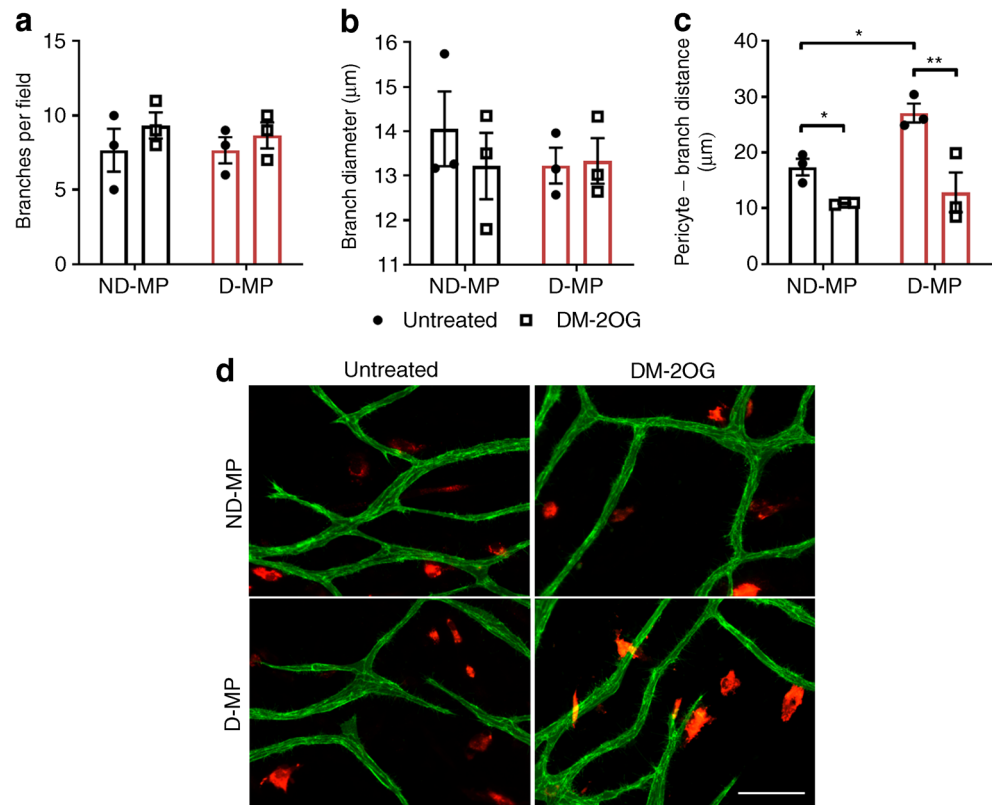 a
Branches per field
15
10
5
0
ND-MP
D-MP
b
Branch diameter (μm)
16
15
14
13
12
11
ND-MP
D-MP
c
Pericyte – branch distance
(μm)
40
30
20
10
0
*
*
**
ND-MP
D-MP
Untreated
DM-2OG
d
Untreated
DM-2OG
ND-MP
D-MP